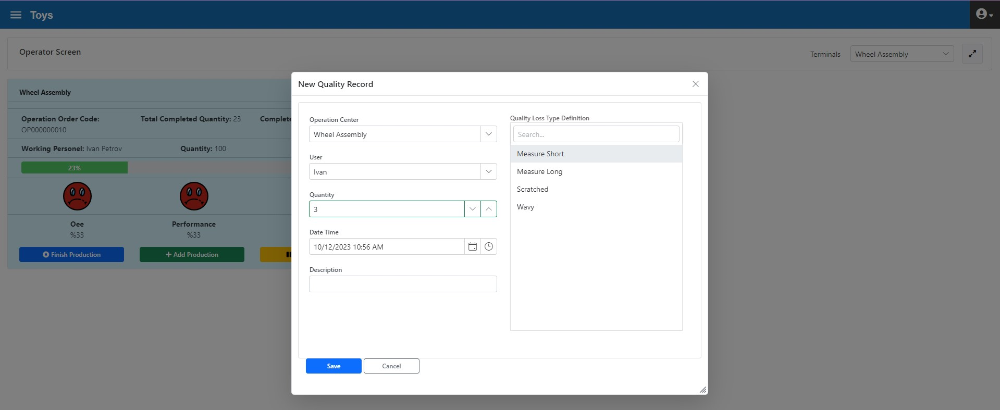 Toys
Operator Screen
Terminals
Wheel Assembly
Wheel Assembly
Operation Order Code:
OP000000010
Total Completed Quantity: 23
Complete
Working Personel: Ivan Petrov
Quantity: 100
23%
Oee
%33
Performance
%33
Finish Production
Add Production
New Quality Record
Operation Center
Wheel Assembly
User
Ivan
Quantity
3
Date Time
10/12/2023 10:56 AM
Description
Quality Loss Type Definition
Search...
Measure Short
Measure Long
Scratched
Wavy
Save
Cancel